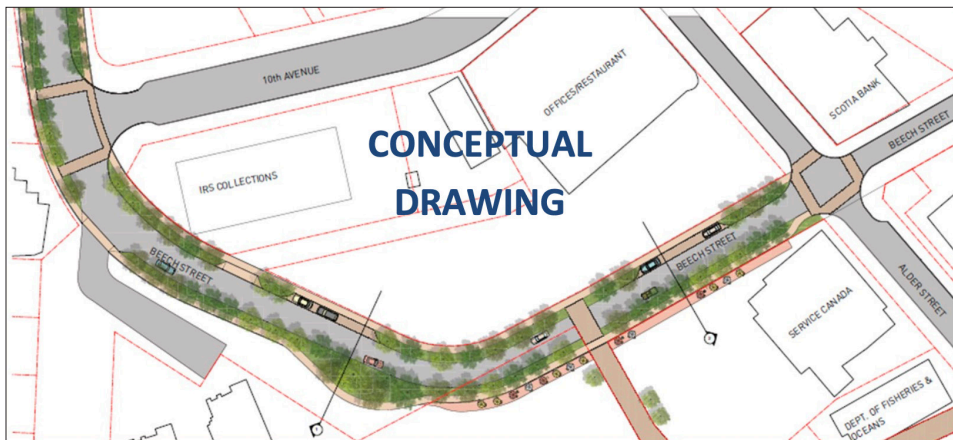 10th AVENUE
OFFICES/RESTAURANT
SCOTIA BANK
BEECH STREET
CONCEPTUAL
DRAWING
IRS COLLECTIONS
BEECH STREET
BEECH STREET
ALDER STREET
SERVICE CANADA
DEPT. OF FISHERIES &
OCEANS